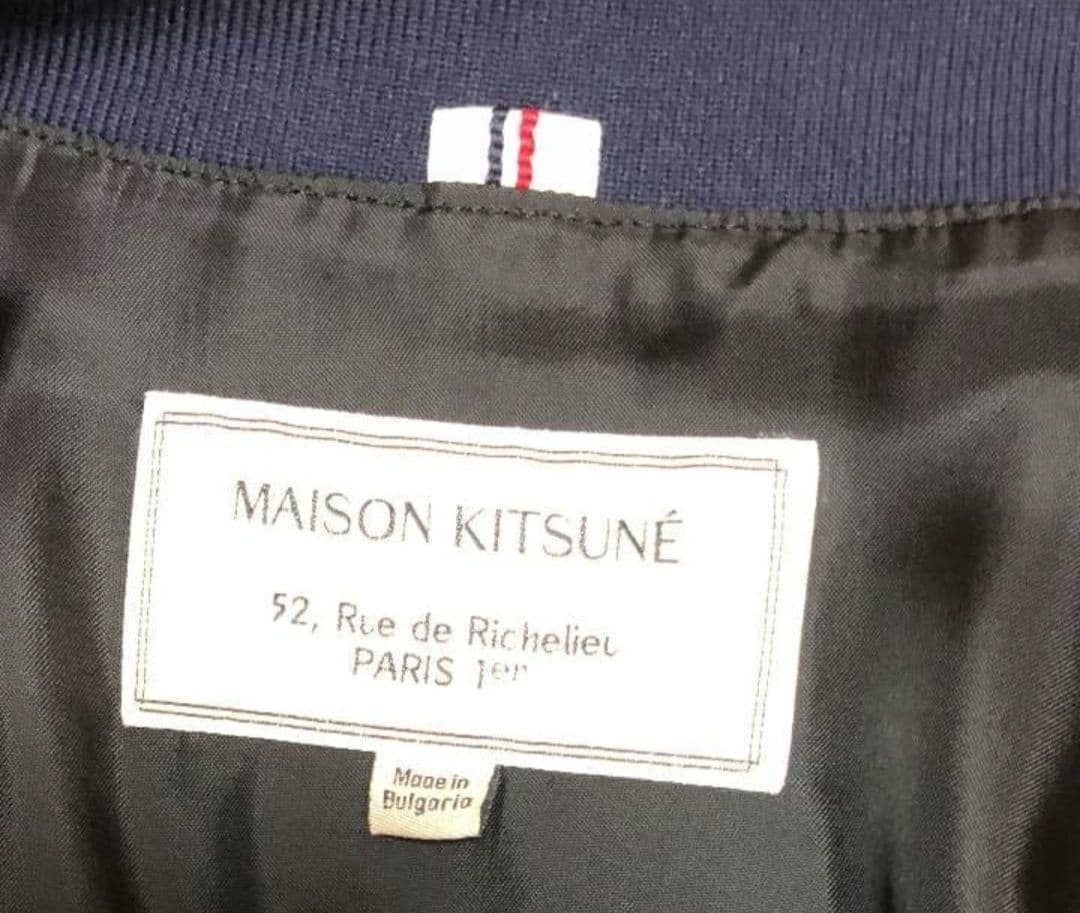 MAISON KITSUNÉ
52, Rue de Richelieu
PARIS 1er
Made in
Bulgaria